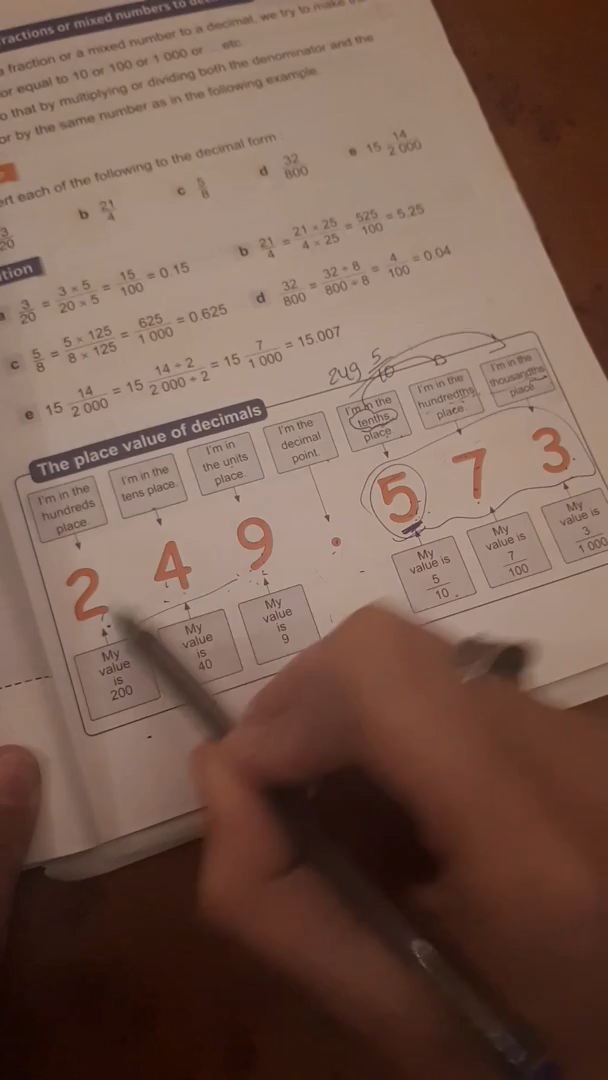 ractions or mixed numbers to de
a fraction or a mixed number to a decimal, we try to make the
or equal to 10 or 100 or 1 000 or ... etc.
o that by multiplying or dividing both the denominator and the
or by the same number as in the following example.
ert each of the following to the decimal form :
3/20 b 21/4 c 5/8 d 32/800 e 15 14/2 000
tion
a 3/20 = 3 × 5/20 × 5 = 15/100 = 0.15 b 21/4 = 21 × 25/4 × 25 = 525/100 = 5.25
c 5/8 = 5 × 125/8 × 125 = 625/1 000 = 0.625 d 32/800 = 32 ÷ 8/800 ÷ 8 = 4/100 = 0.04
e 15 14/2 000 = 15 14 ÷ 2/2 000 ÷ 2 = 15 7/1 000 = 15.007
249 5/10
The place value of decimals
I'm in the hundreds place.
I'm in the tens place.
I'm in the units place.
I'm the decimal point.
I'm in the tenths place
I'm in the hundredths place.
I'm in the thousandths place.
2 4 9 . 5 7 3
My value is 200
My value is 40
My value is 9
My value is 5/10.
My value is 7/100
My value is 3/1 000